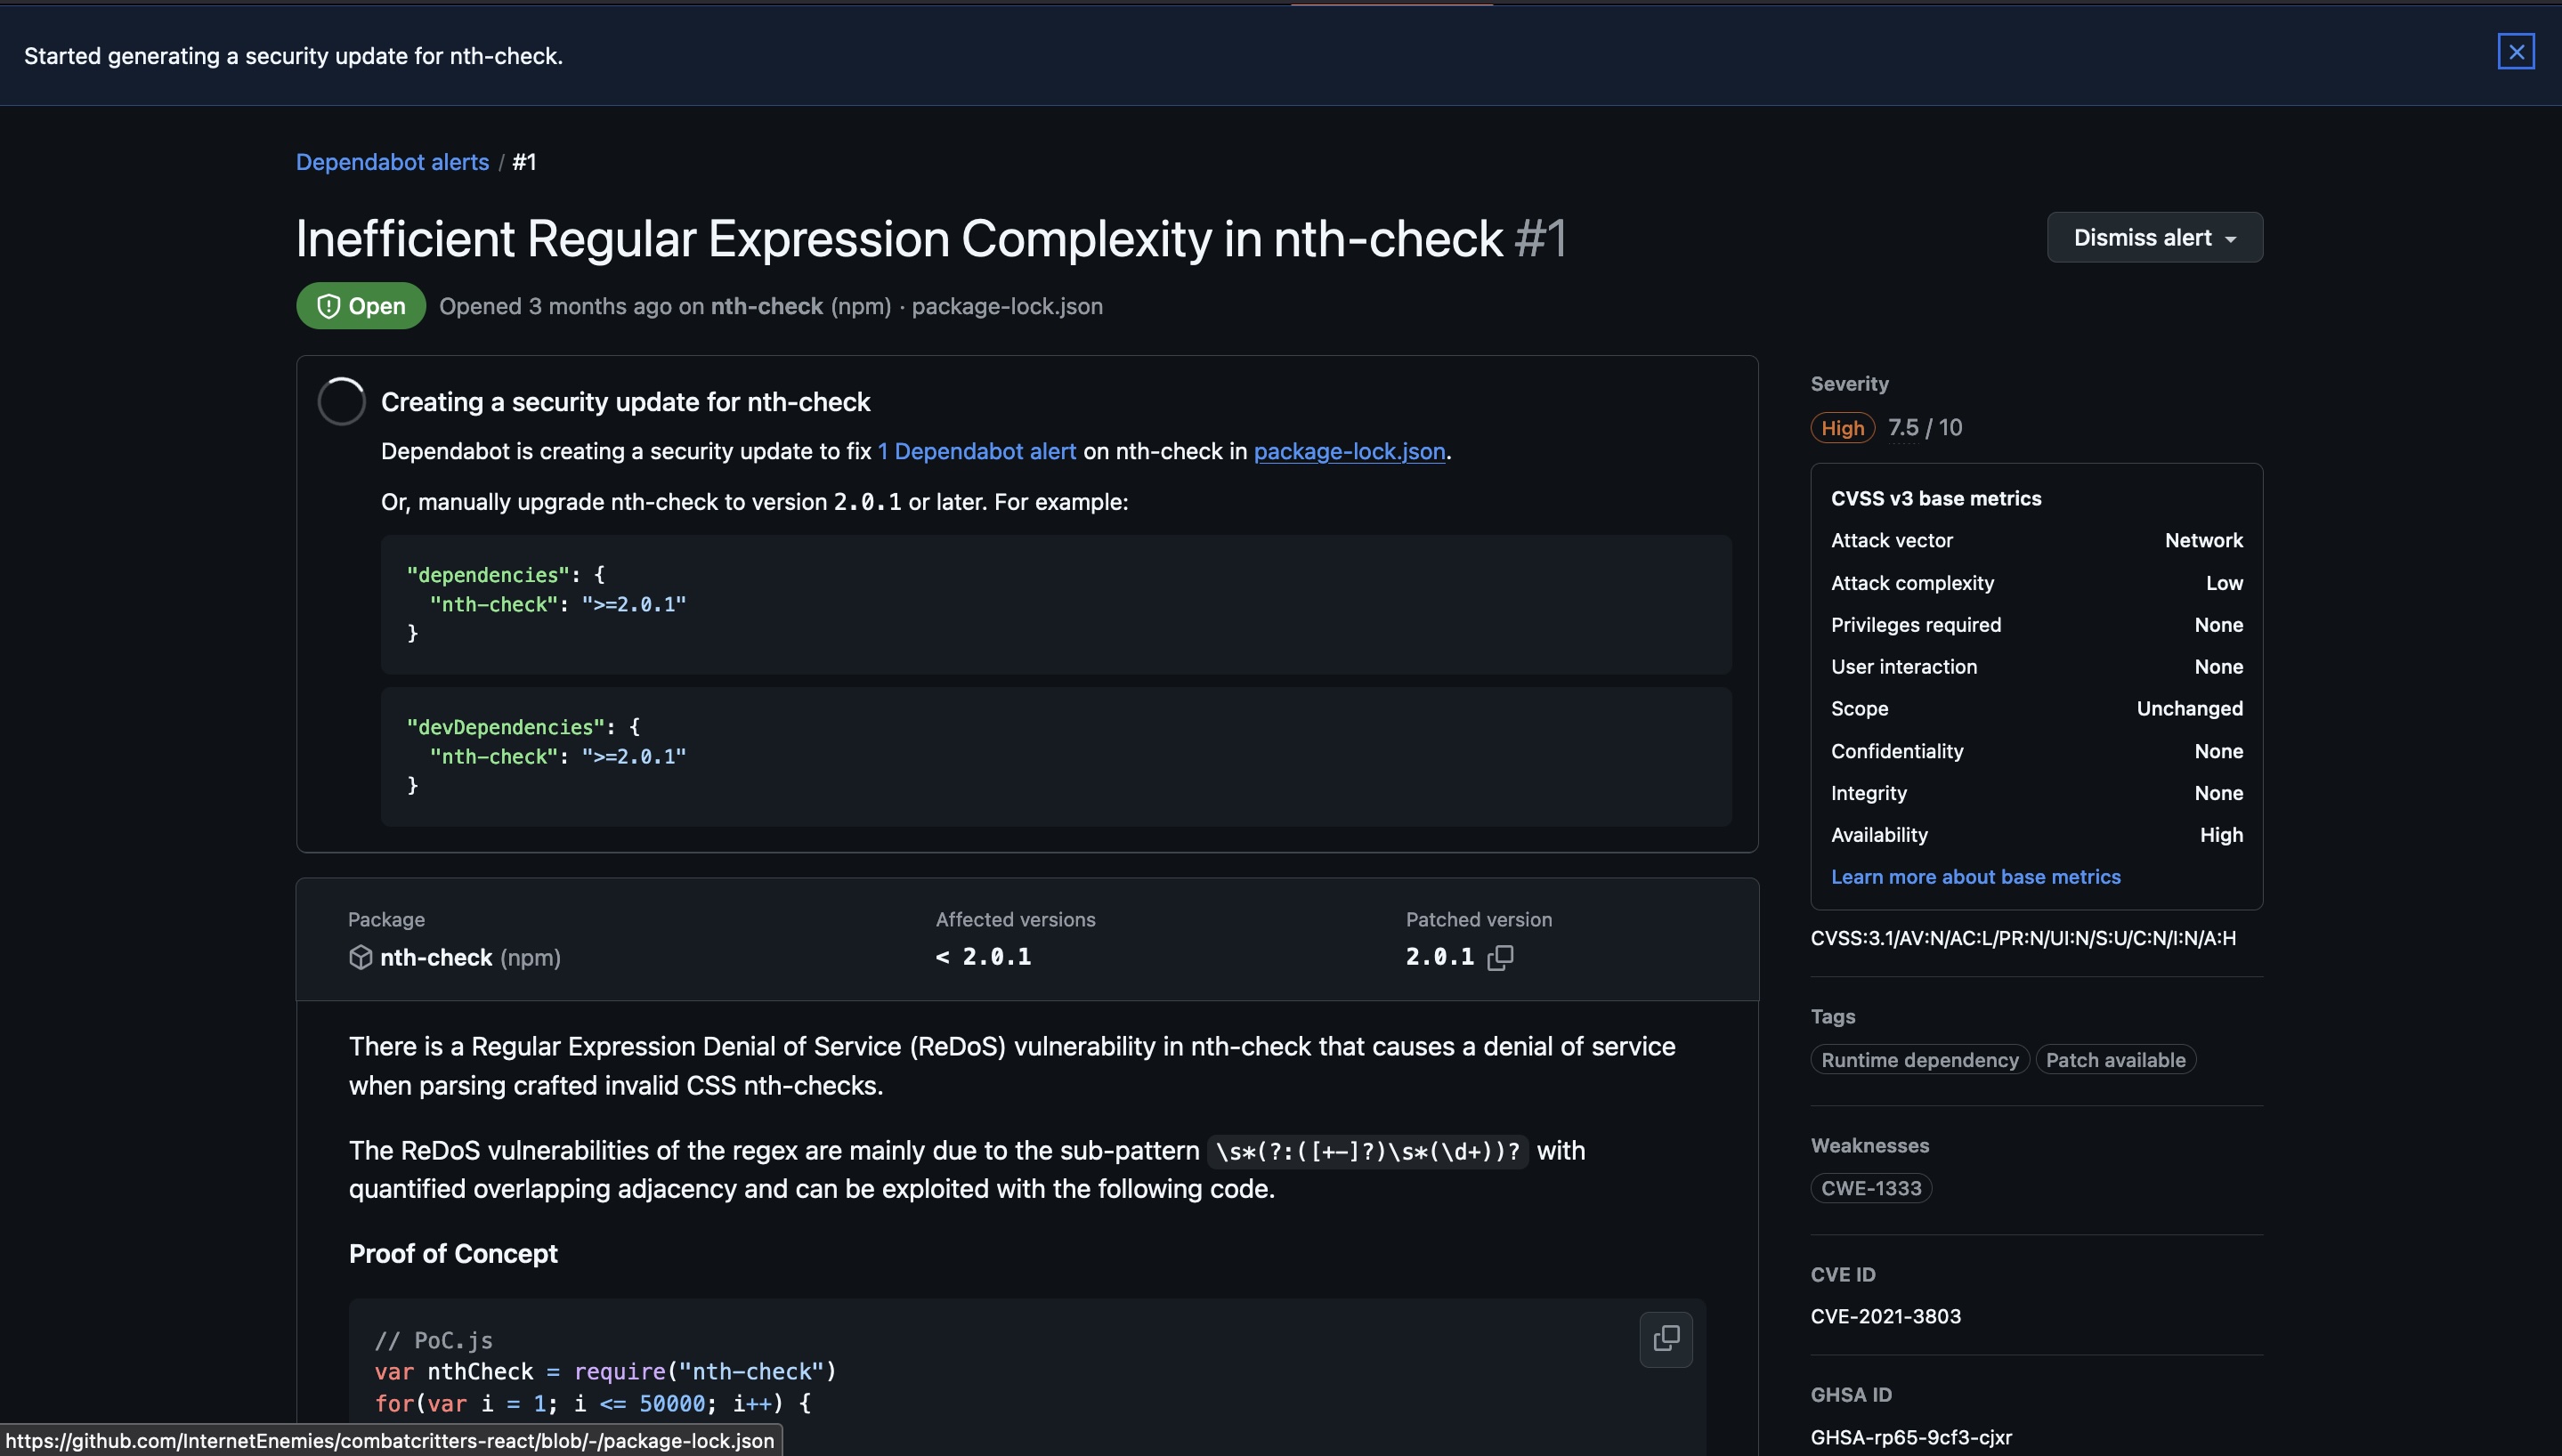 Started generating a security update for nth-check.
Dependabot alerts / #1
Inefficient Regular Expression Complexity in nth-check #1
Dismiss alert
Open
Opened 3 months ago on nth-check (npm) · package-lock.json
Creating a security update for nth-check
Dependabot is creating a security update to fix 1 Dependabot alert on nth-check in package-lock.json.
Or, manually upgrade nth-check to version 2.0.1 or later. For example:
"dependencies": {
"nth-check": ">=2.0.1"
}
"devDependencies": {
"nth-check": ">=2.0.1"
}
Package
nth-check (npm)
Affected versions
< 2.0.1
Patched version
2.0.1
There is a Regular Expression Denial of Service (ReDoS) vulnerability in nth-check that causes a denial of service
when parsing crafted invalid CSS nth-checks.
The ReDoS vulnerabilities of the regex are mainly due to the sub-pattern \s*(?:([+-]?)\s*(\d+))? with
quantified overlapping adjacency and can be exploited with the following code.
Proof of Concept
// PoC.js
var nthCheck = require("nth-check")
for(var i = 1; i <= 50000; i++) {
https://github.com/InternetEnemies/combatcritters-react/blob/-/package-lock.json
Severity
High 7.5 / 10
CVSS v3 base metrics
Attack vector Network
Attack complexity Low
Privileges required None
User interaction None
Scope Unchanged
Confidentiality None
Integrity None
Availability High
Learn more about base metrics
CVSS:3.1/AV:N/AC:L/PR:N/UI:N/S:U/C:N/I:N/A:H
Tags
Runtime dependency Patch available
Weaknesses
CWE-1333
CVE ID
CVE-2021-3803
GHSA ID
GHSA-rp65-9cf3-cjxr